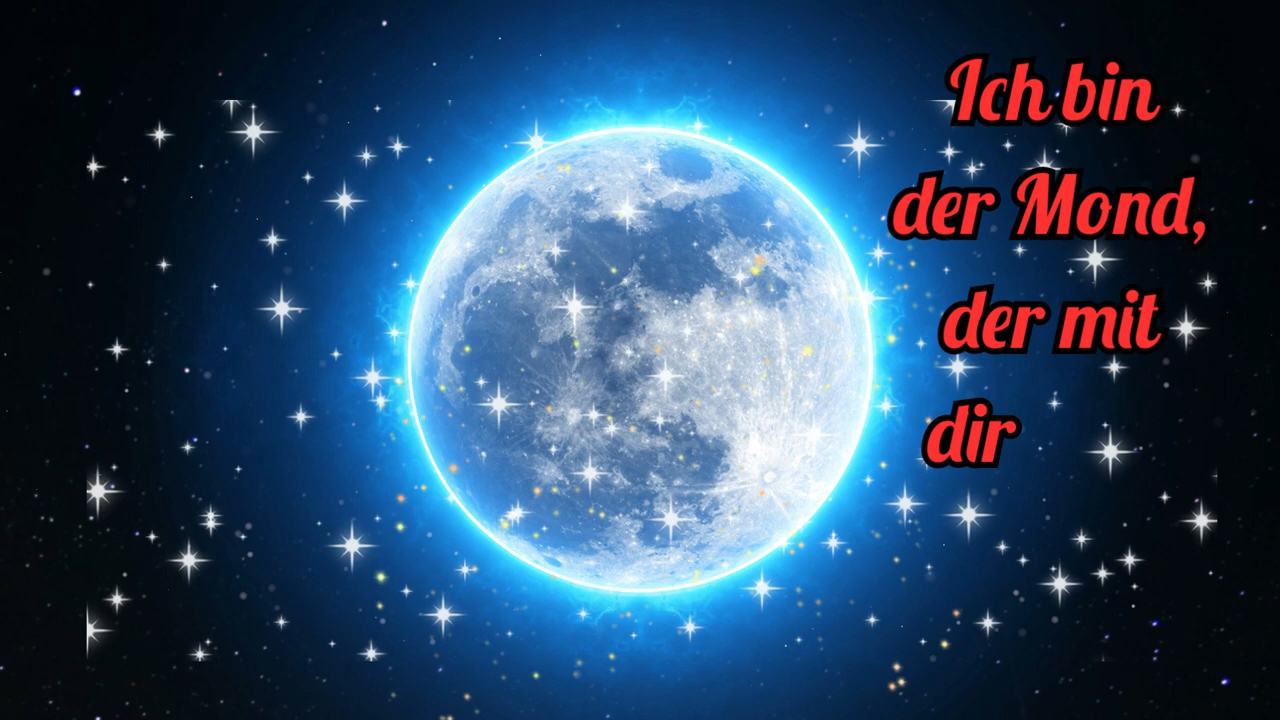 Ich bin
der Mond,
der mit
dir